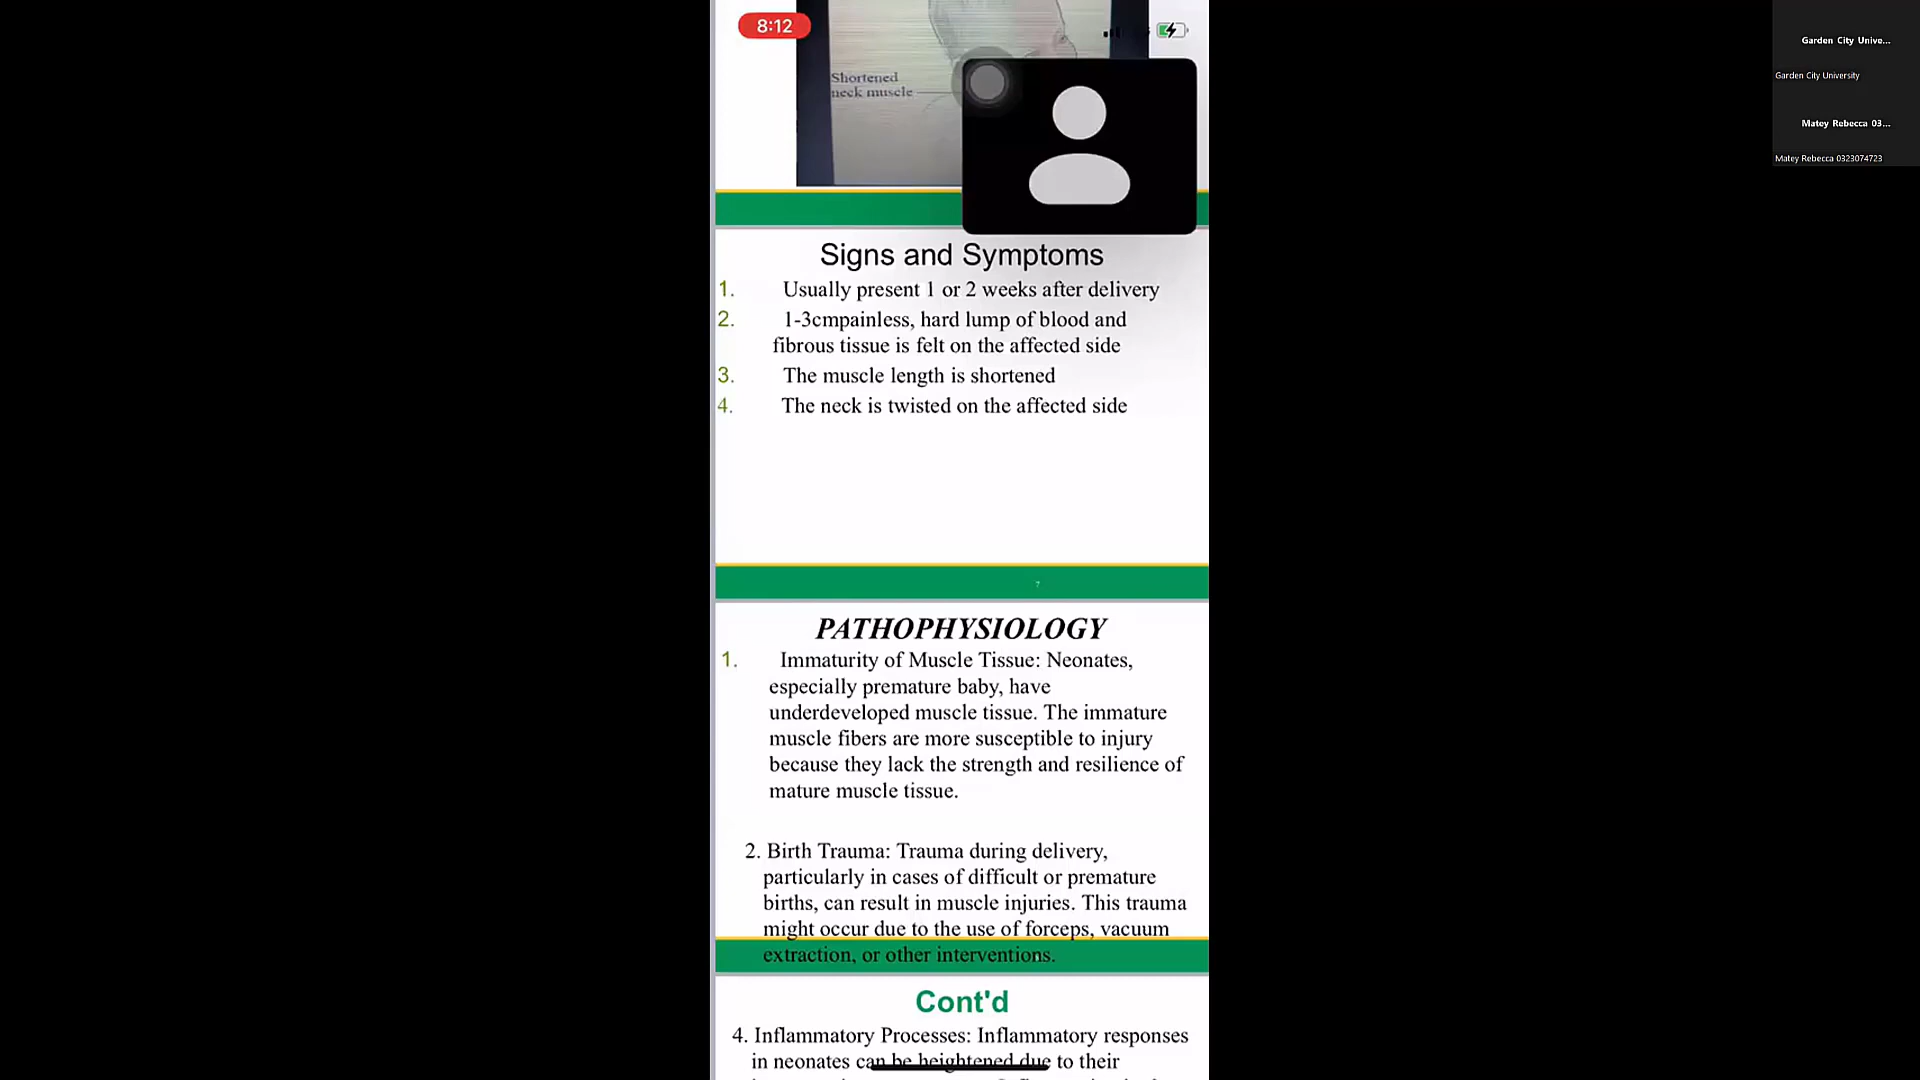 8:12
Shortened
neck muscle
Signs and Symptoms
1. Usually present 1 or 2 weeks after delivery
2. 1-3cmpainless, hard lump of blood and
fibrous tissue is felt on the affected side
3. The muscle length is shortened
4. The neck is twisted on the affected side
7
PATHOPHYSIOLOGY
1. Immaturity of Muscle Tissue: Neonates,
especially premature baby, have
underdeveloped muscle tissue. The immature
muscle fibers are more susceptible to injury
because they lack the strength and resilience of
mature muscle tissue.
2. Birth Trauma: Trauma during delivery,
particularly in cases of difficult or premature
births, can result in muscle injuries. This trauma
might occur due to the use of forceps, vacuum
extraction, or other interventions.
Cont'd
4. Inflammatory Processes: Inflammatory responses
in neonates can be heightened due to their
Garden City Unive...
Garden City University
Matey Rebecca 03...
Matey Rebecca 0323074723